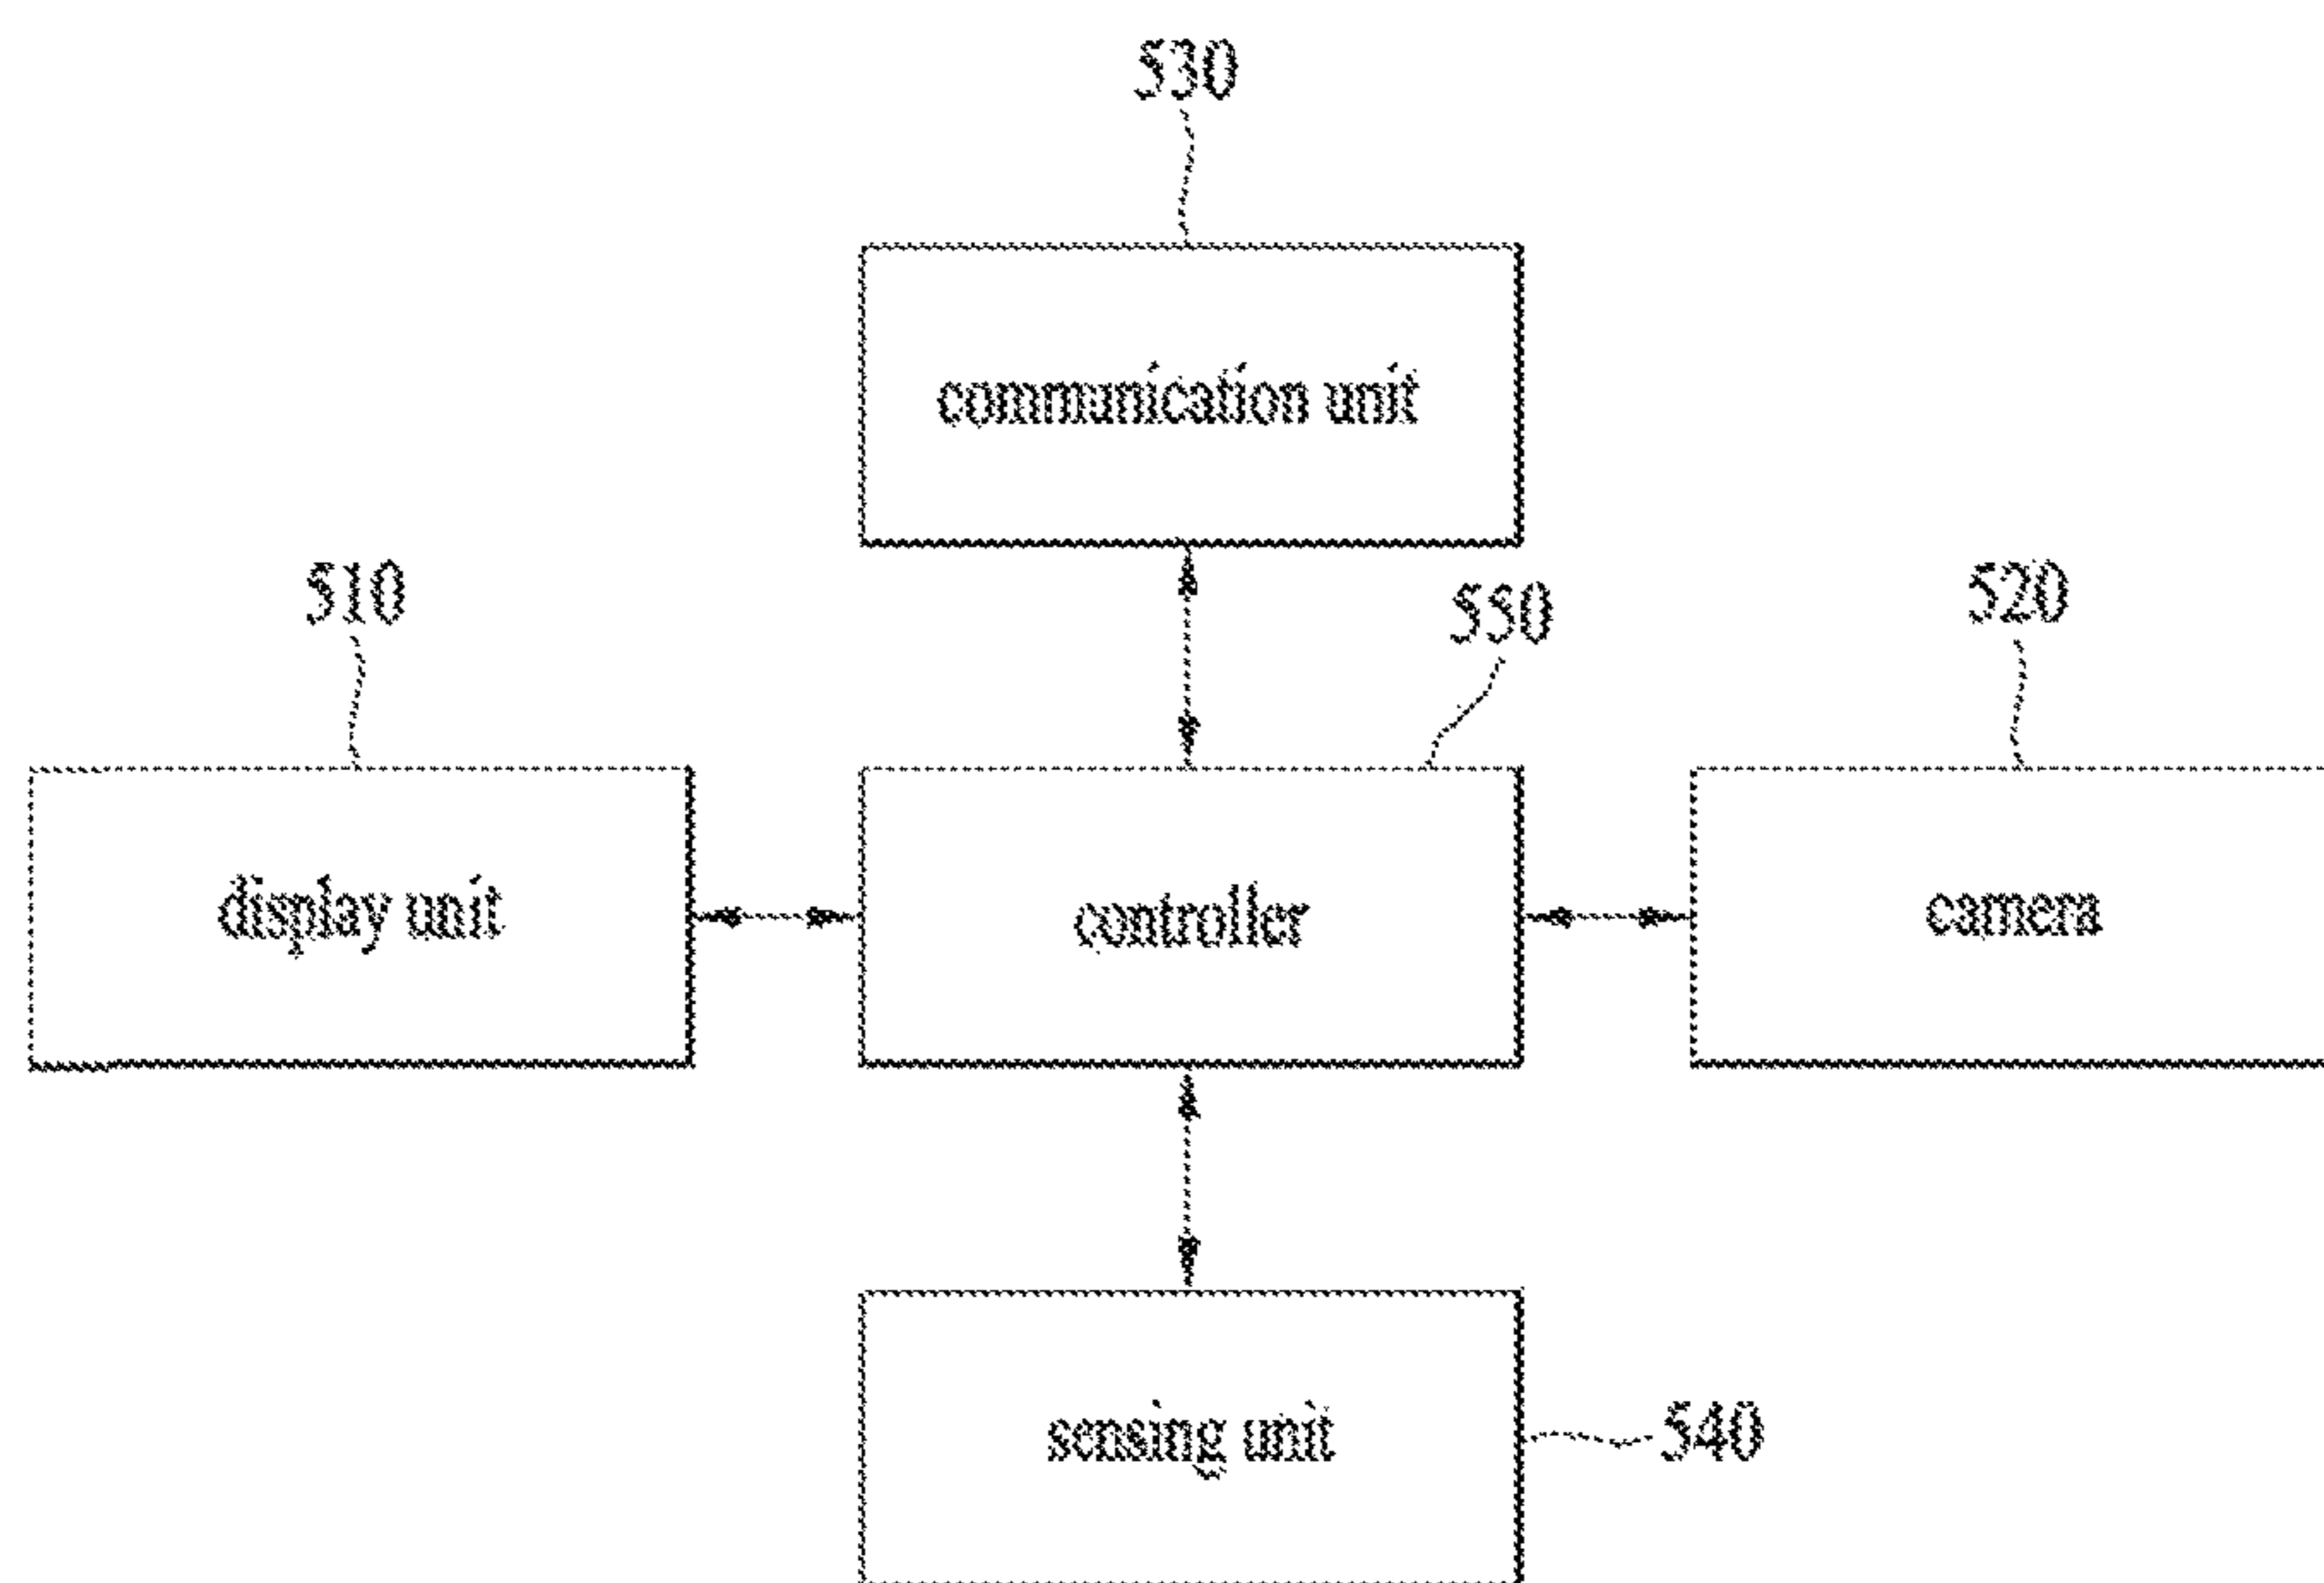 530
communication unit
510
550
520
display unit
controller
camera
sensing unit
540